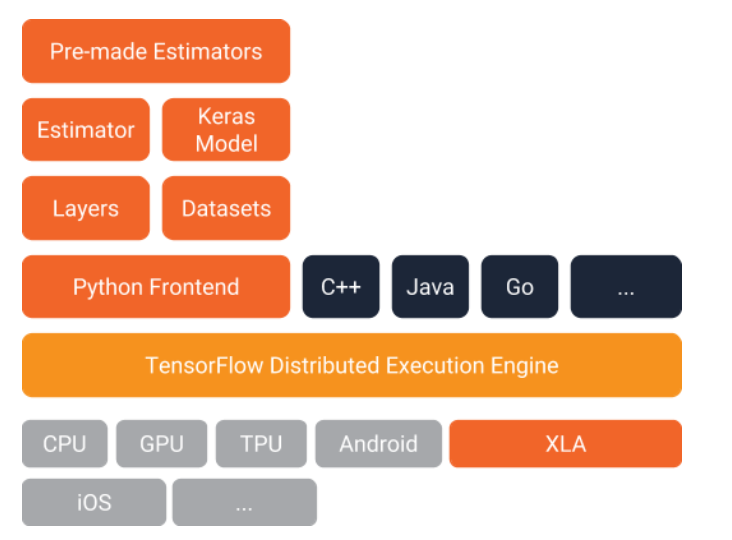 Pre-made Estimators
Estimator
Keras
Model
Layers
Datasets
Python Frontend
C++
Java
Go
...
TensorFlow Distributed Execution Engine
CPU
GPU
TPU
Android
XLA
iOS
...